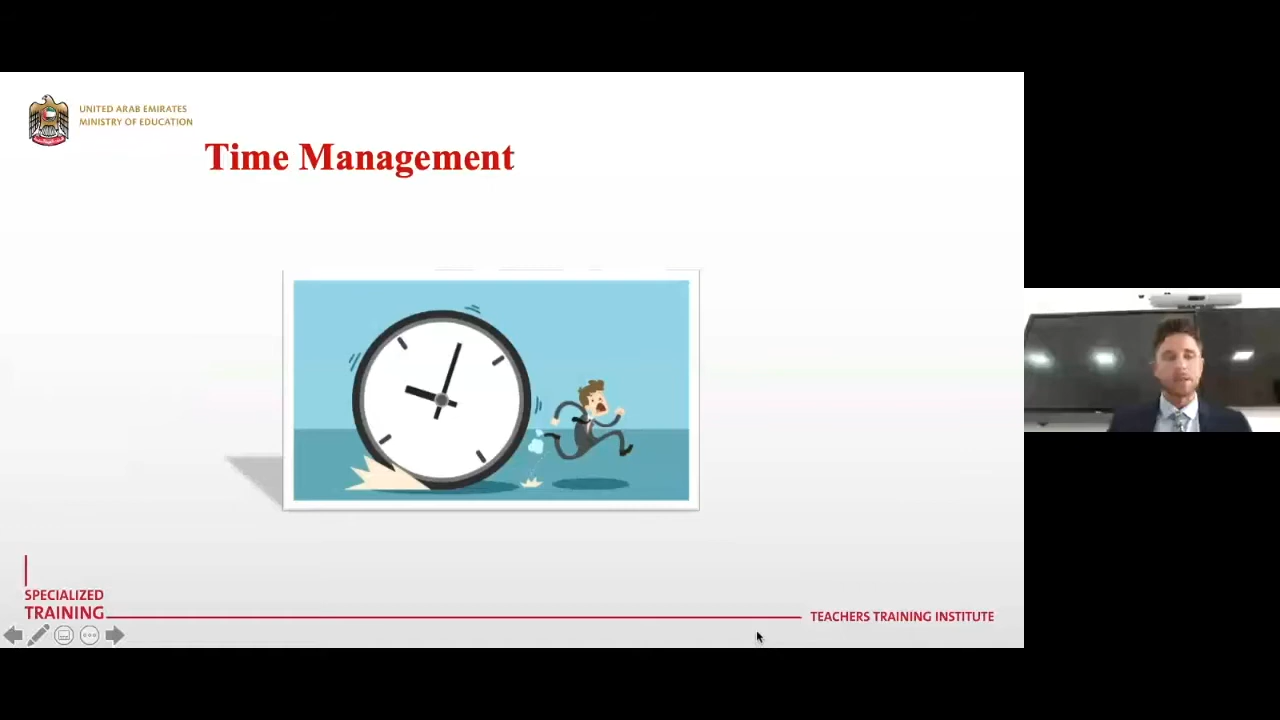 UNITED ARAB EMIRATES
MINISTRY OF EDUCATION
Time Management
SPECIALIZED
TRAINING
TEACHERS TRAINING INSTITUTE